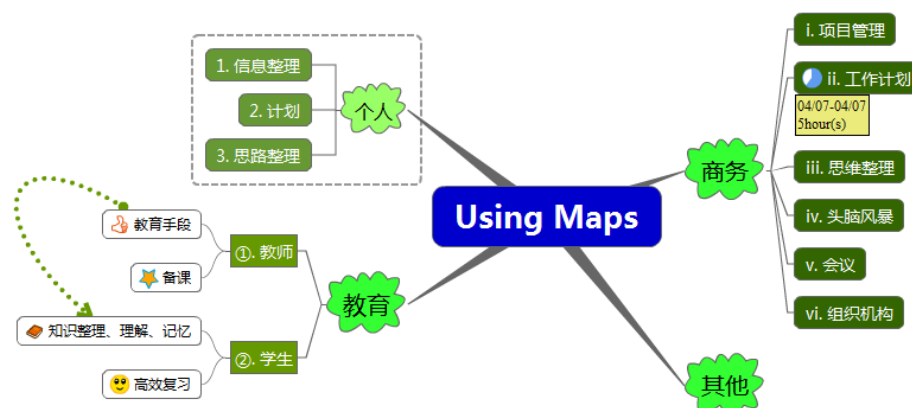 Using Maps
个人
1. 信息整理
2. 计划
3. 思路整理
商务
i. 项目管理
ii. 工作计划
04/07-04/07
5hour(s)
iii. 思维整理
iv. 头脑风暴
v. 会议
vi. 组织机构
教育
①. 教师
教育手段
备课
②. 学生
知识整理、理解、记忆
高效复习
其他